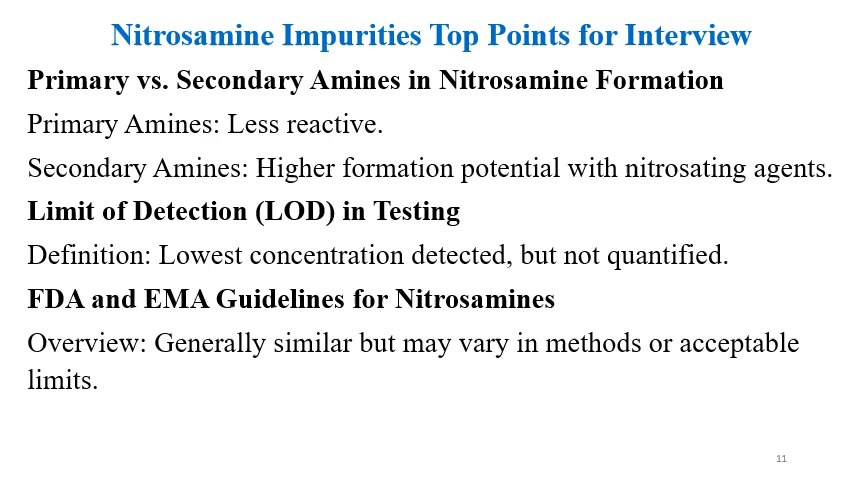 Nitrosamine Impurities Top Points for Interview
Primary vs. Secondary Amines in Nitrosamine Formation
Primary Amines: Less reactive.
Secondary Amines: Higher formation potential with nitrosating agents.
Limit of Detection (LOD) in Testing
Definition: Lowest concentration detected, but not quantified.
FDA and EMA Guidelines for Nitrosamines
Overview: Generally similar but may vary in methods or acceptable
limits.
11